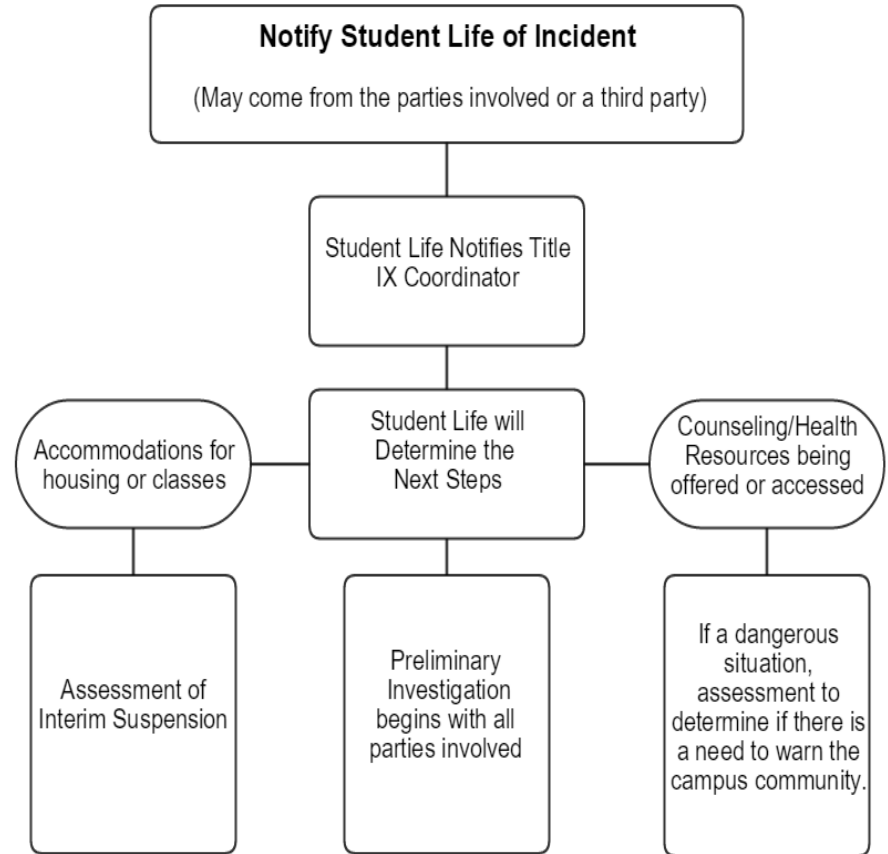 Notify Student Life of Incident
(May come from the parties involved or a third party)
Student Life Notifies Title
IX Coordinator
Accommodations for
housing or classes
Student Life will
Determine the
Next Steps
Counseling/Health
Resources being
offered or accessed
Assessment of
Interim Suspension
Preliminary
Investigation
begins with all
parties involved
If a dangerous
situation,
assessment to
determine if there is
a need to warn the
campus community.